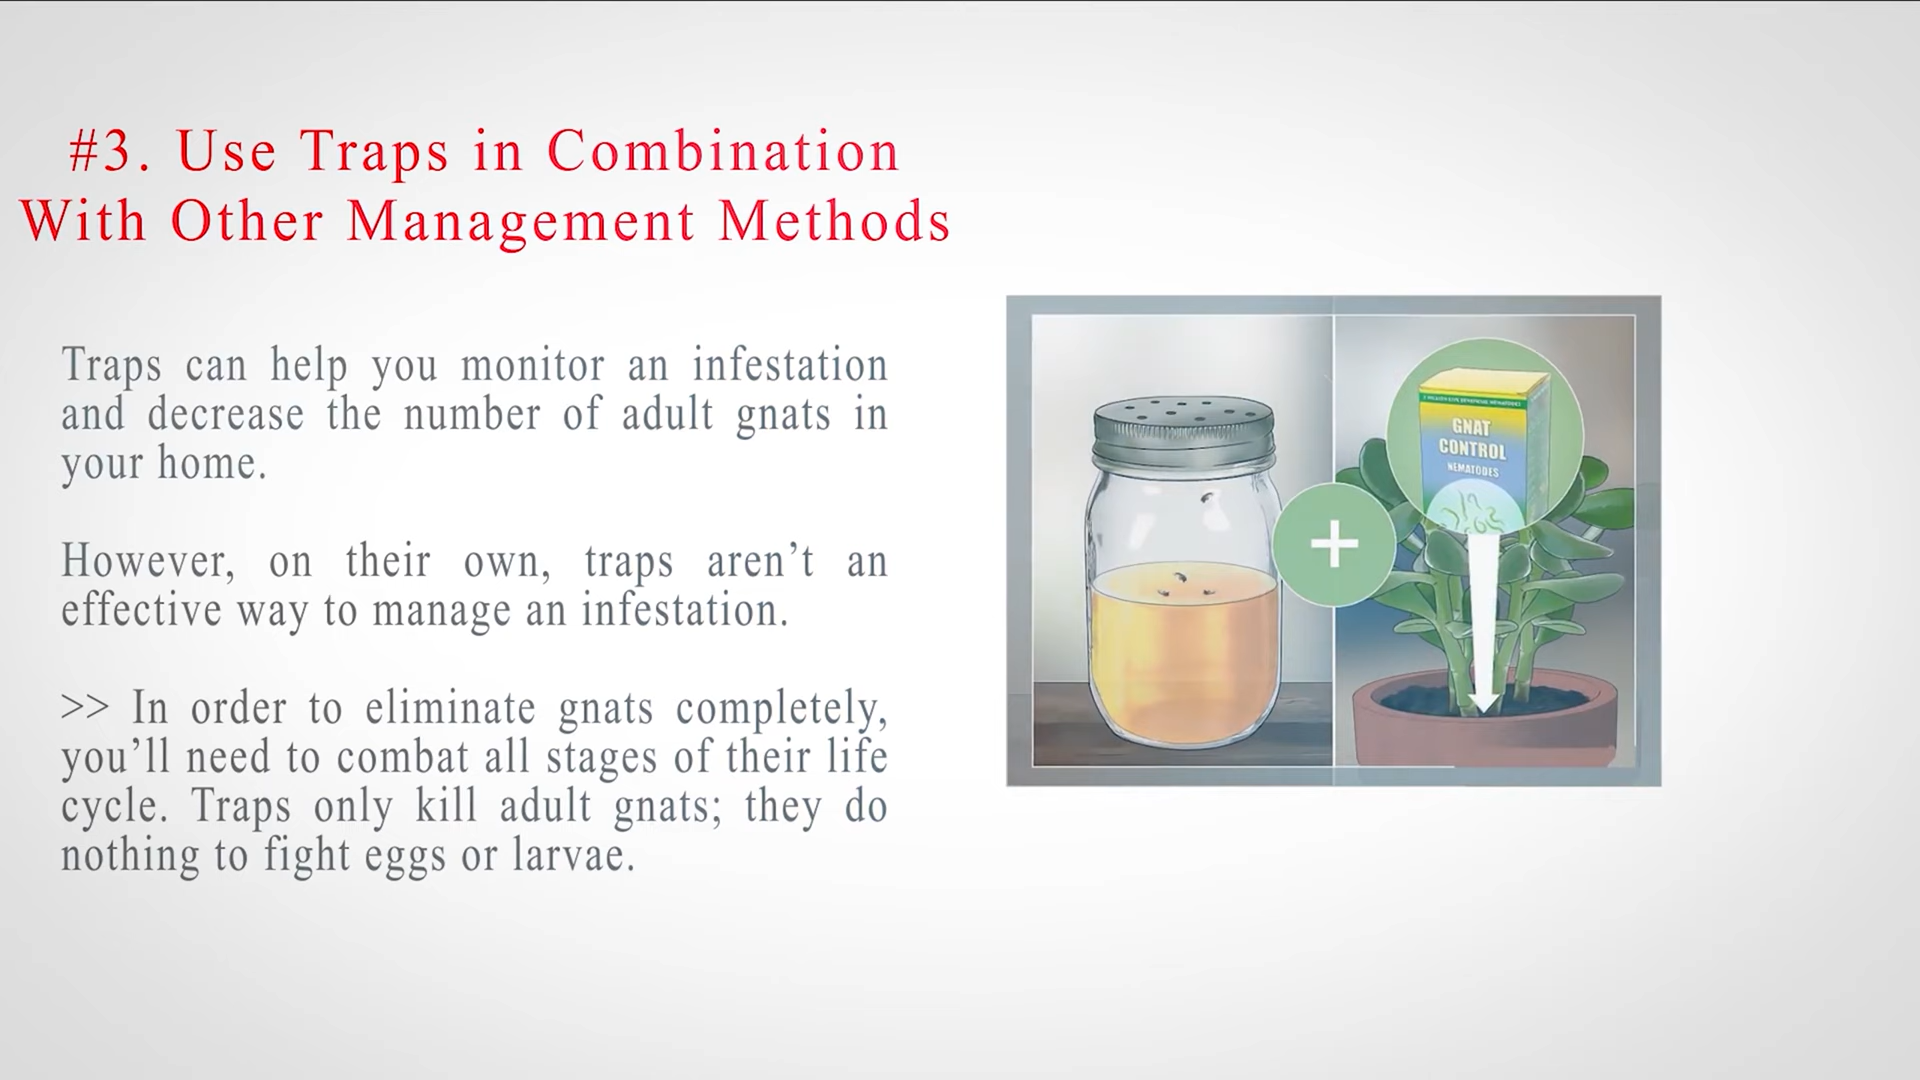 #3. Use Traps in Combination
With Other Management Methods
Traps can help you monitor an infestation
and decrease the number of adult gnats in
your home.
However, on their own, traps aren’t an
effective way to manage an infestation.
>> In order to eliminate gnats completely,
you’ll need to combat all stages of their life
cycle. Traps only kill adult gnats; they do
nothing to fight eggs or larvae.
GNAT
CONTROL
NEMATODES